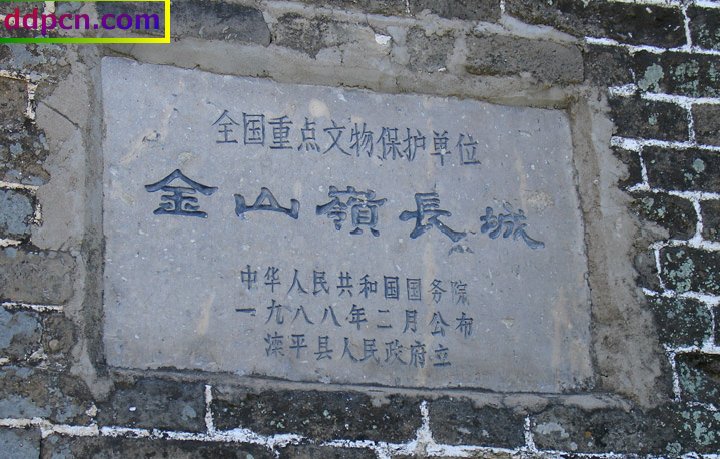 ddpcn.com
全国重点文物保护单位
金山嶺長城
中华人民共和国国务院
一九八八年二月公布
滦平县人民政府立